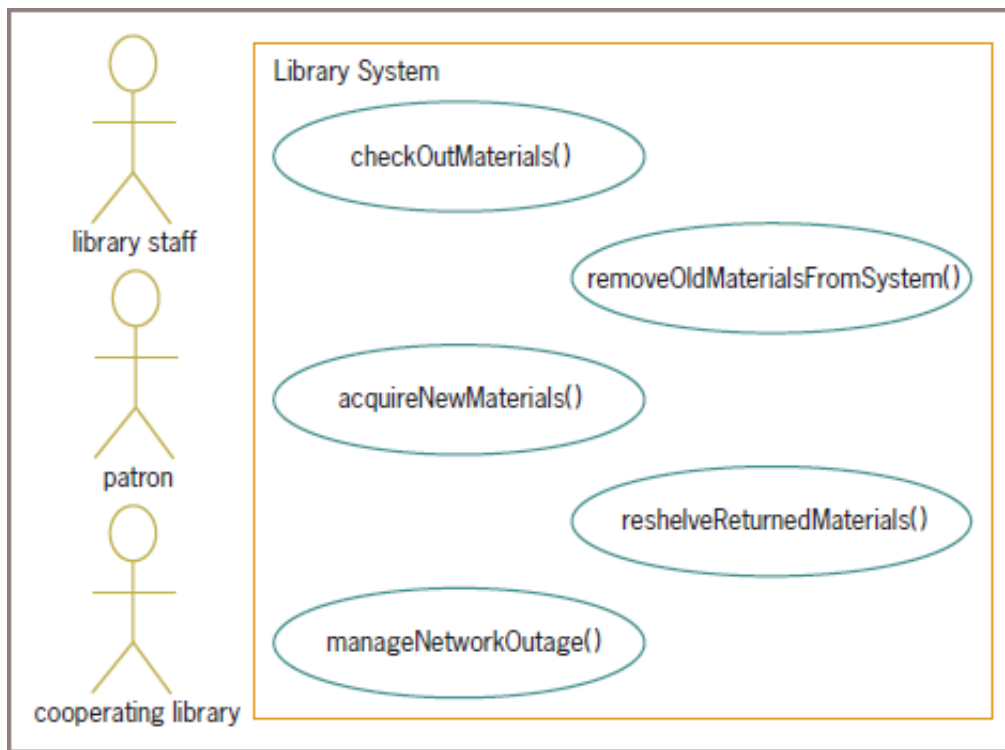 Library System
checkOutMaterials()
library staff
removeOldMaterialsFromSystem()
acquireNewMaterials()
patron
reshelveReturnedMaterials()
manageNetworkOutage()
cooperating library